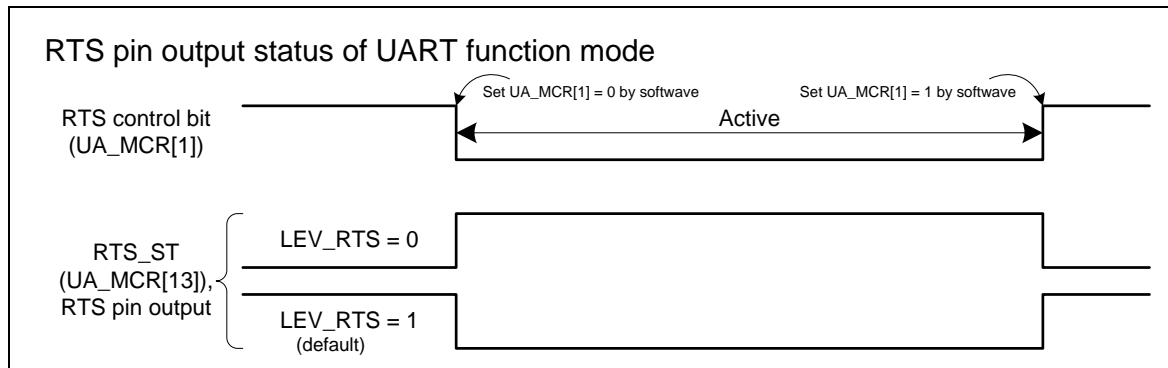 RTS pin output status of UART function mode
Set UA_MCR[1] = 0 by softwave
Set UA_MCR[1] = 1 by softwave
RTS control bit
(UA_MCR[1])
Active
RTS_ST
(UA_MCR[13]),
RTS pin output
LEV_RTS = 0
LEV_RTS = 1
(default)